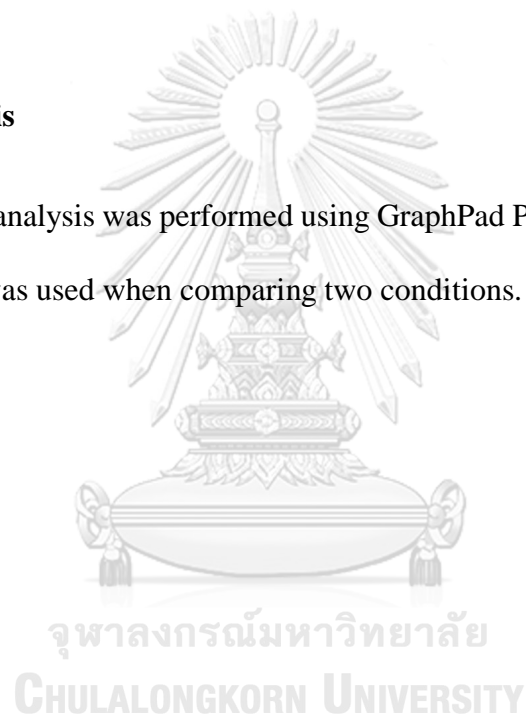 is
analysis was performed using GraphPad P
was used when comparing two conditions.
จุฬาลงกรณ์มหาวิทยาลัย
CHULALONGKORN UNIVERSITY